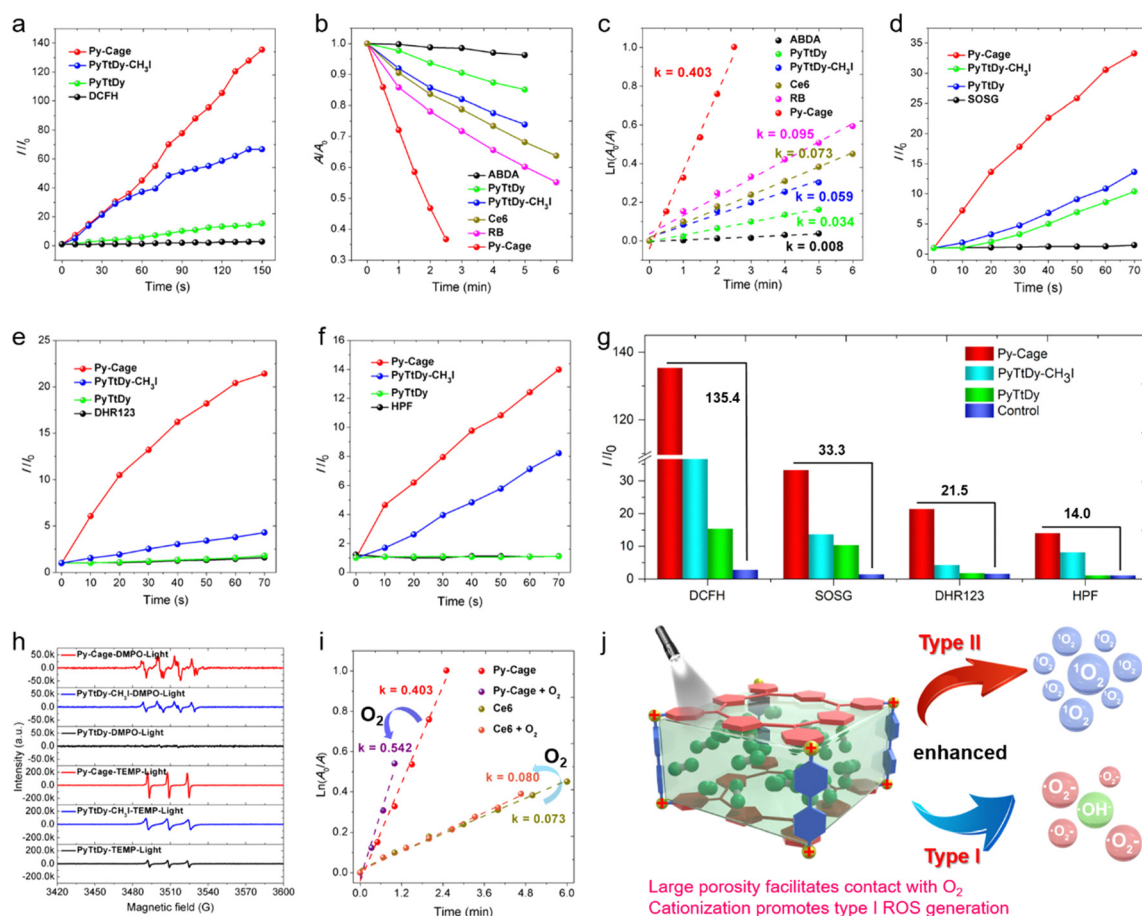 a
140
120
100
80
60
40
20
0
I/I0
Py-Cage
PyTtDy-CH3I
PyTtDy
DCFH
0 30 60 90 120 150
Time (s)
b
1.0
0.9
0.8
0.7
0.6
0.5
0.4
0.3
A/A0
ABDA
PyTtDy
PyTtDy-CH3I
Ce6
RB
Py-Cage
0 1 2 3 4 5 6
Time (min)
c
1.0
0.8
0.6
0.4
0.2
0.0
Ln(A0/A)
ABDA
PyTtDy
PyTtDy-CH3I
Ce6
RB
Py-Cage
k = 0.403
k = 0.095
k = 0.073
k = 0.059
k = 0.034
k = 0.008
0 1 2 3 4 5 6
Time (min)
d
35
30
25
20
15
10
5
0
I/I0
Py-Cage
PyTtDy-CH3I
PyTtDy
SOSG
0 10 20 30 40 50 60 70
Time (s)
e
25
20
15
10
5
0
I/I0
Py-Cage
PyTtDy-CH3I
PyTtDy
DHR123
0 10 20 30 40 50 60 70
Time (s)
f
16
14
12
10
8
6
4
2
0
I/I0
Py-Cage
PyTtDy-CH3I
PyTtDy
HPF
0 10 20 30 40 50 60 70
Time (s)
g
140
120
30
20
10
0
I/I0
Py-Cage
PyTtDy-CH3I
PyTtDy
Control
135.4
33.3
21.5
14.0
DCFH SOSG DHR123 HPF
h
Intensity (a.u.)
50.0k
0.0
-50.0k
Py-Cage-DMPO-Light
50.0k
0.0
-50.0k
PyTtDy-CH3I-DMPO-Light
50.0k
0.0
-50.0k
PyTtDy-DMPO-Light
200.0k
0.0
-200.0k
Py-Cage-TEMP-Light
200.0k
0.0
-200.0k
PyTtDy-CH3I-TEMP-Light
200.0k
0.0
-200.0k
PyTtDy-TEMP-Light
3420 3450 3480 3510 3540 3570 3600
Magnetic field (G)
i
1.0
0.8
0.6
0.4
0.2
0.0
Ln(A0/A)
Py-Cage
Py-Cage + O2
Ce6
Ce6 + O2
k = 0.403
O2
k = 0.542
O2
k = 0.080
k = 0.073
0.0 1.2 2.4 3.6 4.8 6.0
Time (min)
j
Type II
enhanced
Type I
1O2
1O2
1O2
1O2
1O2
1O2
1O2
1O2
·O2-
·O2-
·OH
·O2-
·O2-
Large porosity facilitates contact with O2
Cationization promotes type I ROS generation